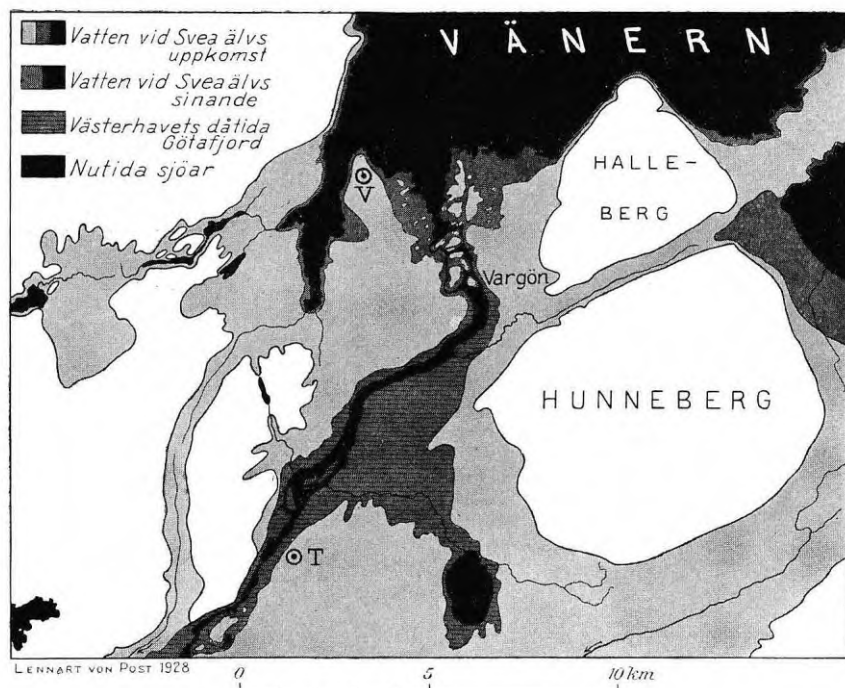 Vatten vid Svea älvs
uppkomst
Vatten vid Svea älvs
sinande
Västerhavets dåtida
Götafjord
Nutida sjöar
VÄNERN
HALLE-
BERG
V
Vargön
HUNNEBERG
T
LENNART VON POST 1928
0 5 10 km